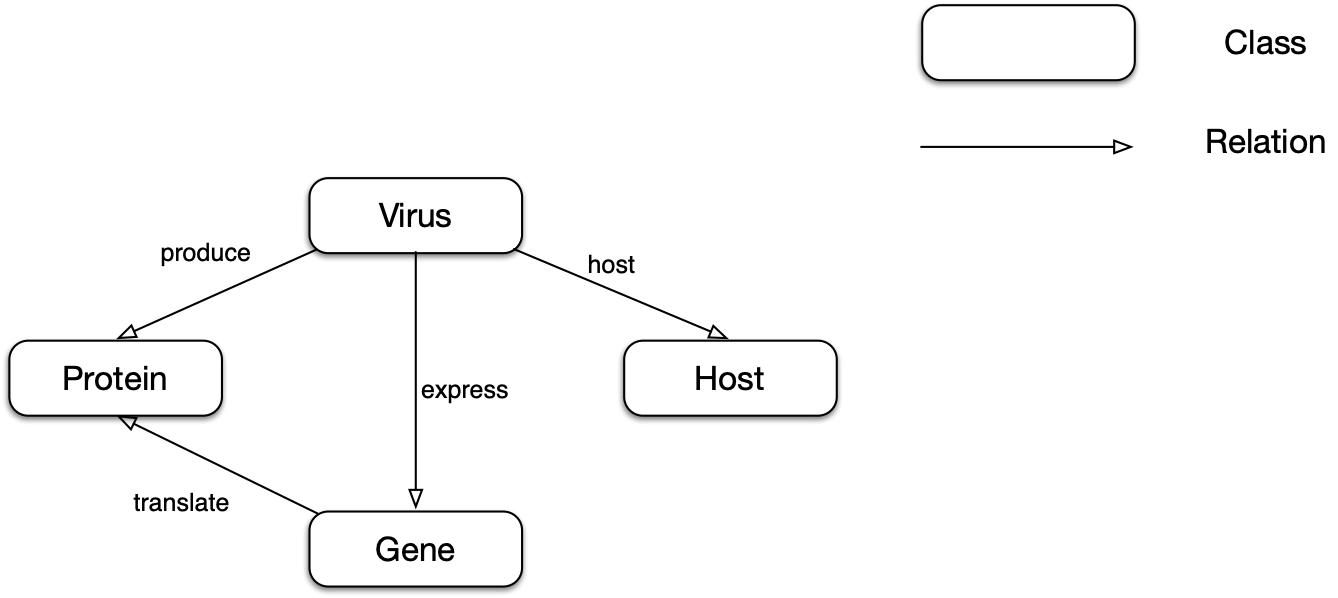 Class
Relation
Virus
produce
host
Protein
express
Host
translate
Gene